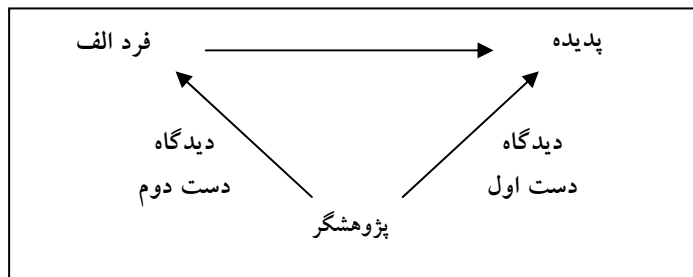 پدیده
فرد الف
دیدگاه
دست اول
دیدگاه
دست دوم
پژوهشگر